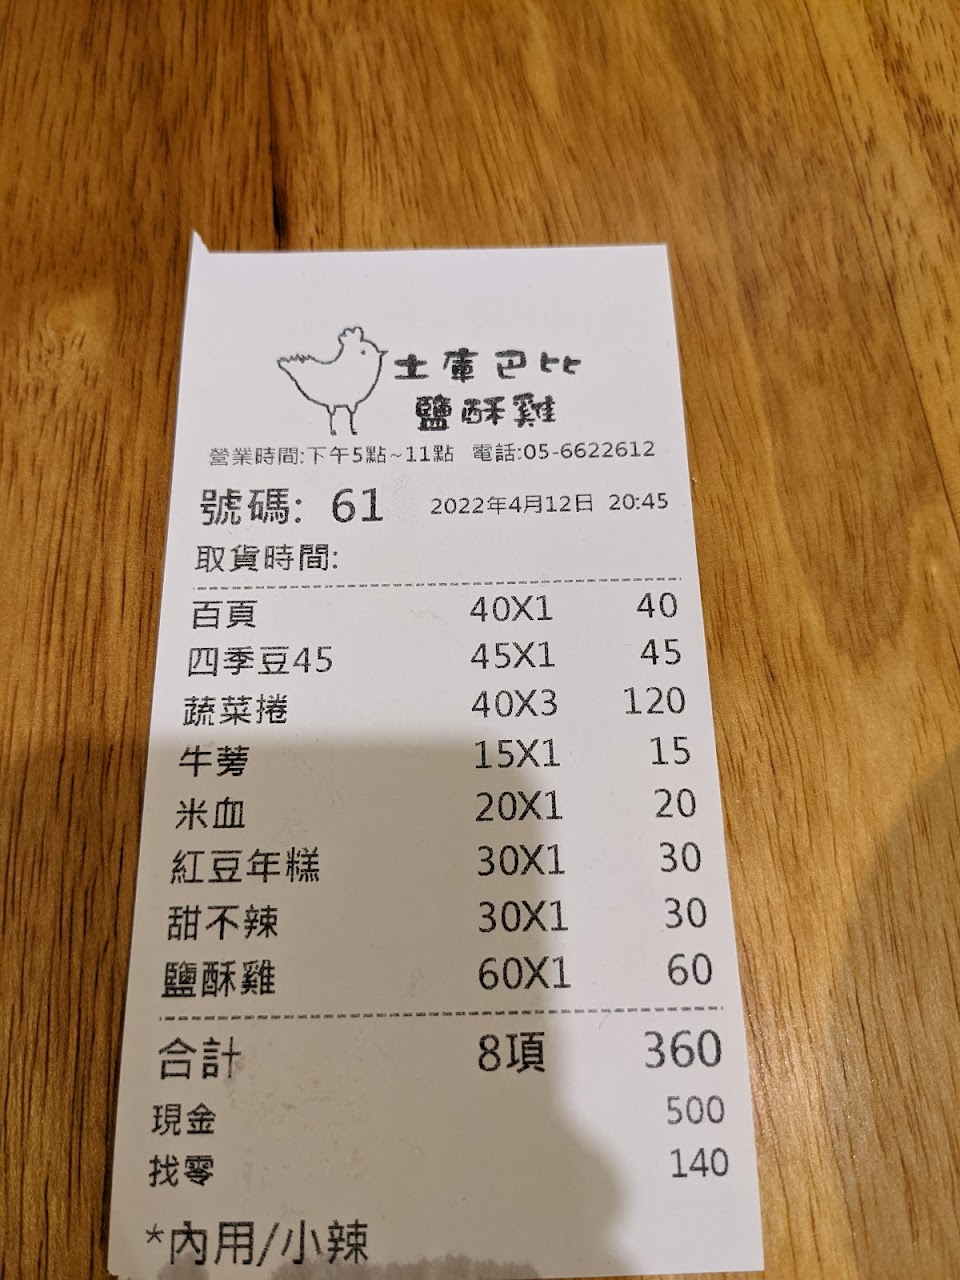 土庫巴比
鹽酥雞
營業時間:下午5點~11點 電話:05-6622612
號碼: 61 2022年4月12日 20:45
取貨時間:
百頁 40X1 40
四季豆45 45X1 45
蔬菜捲 40X3 120
牛蒡 15X1 15
米血 20X1 20
紅豆年糕 30X1 30
甜不辣 30X1 30
鹽酥雞 60X1 60
合計 8項 360
現金 500
找零 140
*內用/小辣